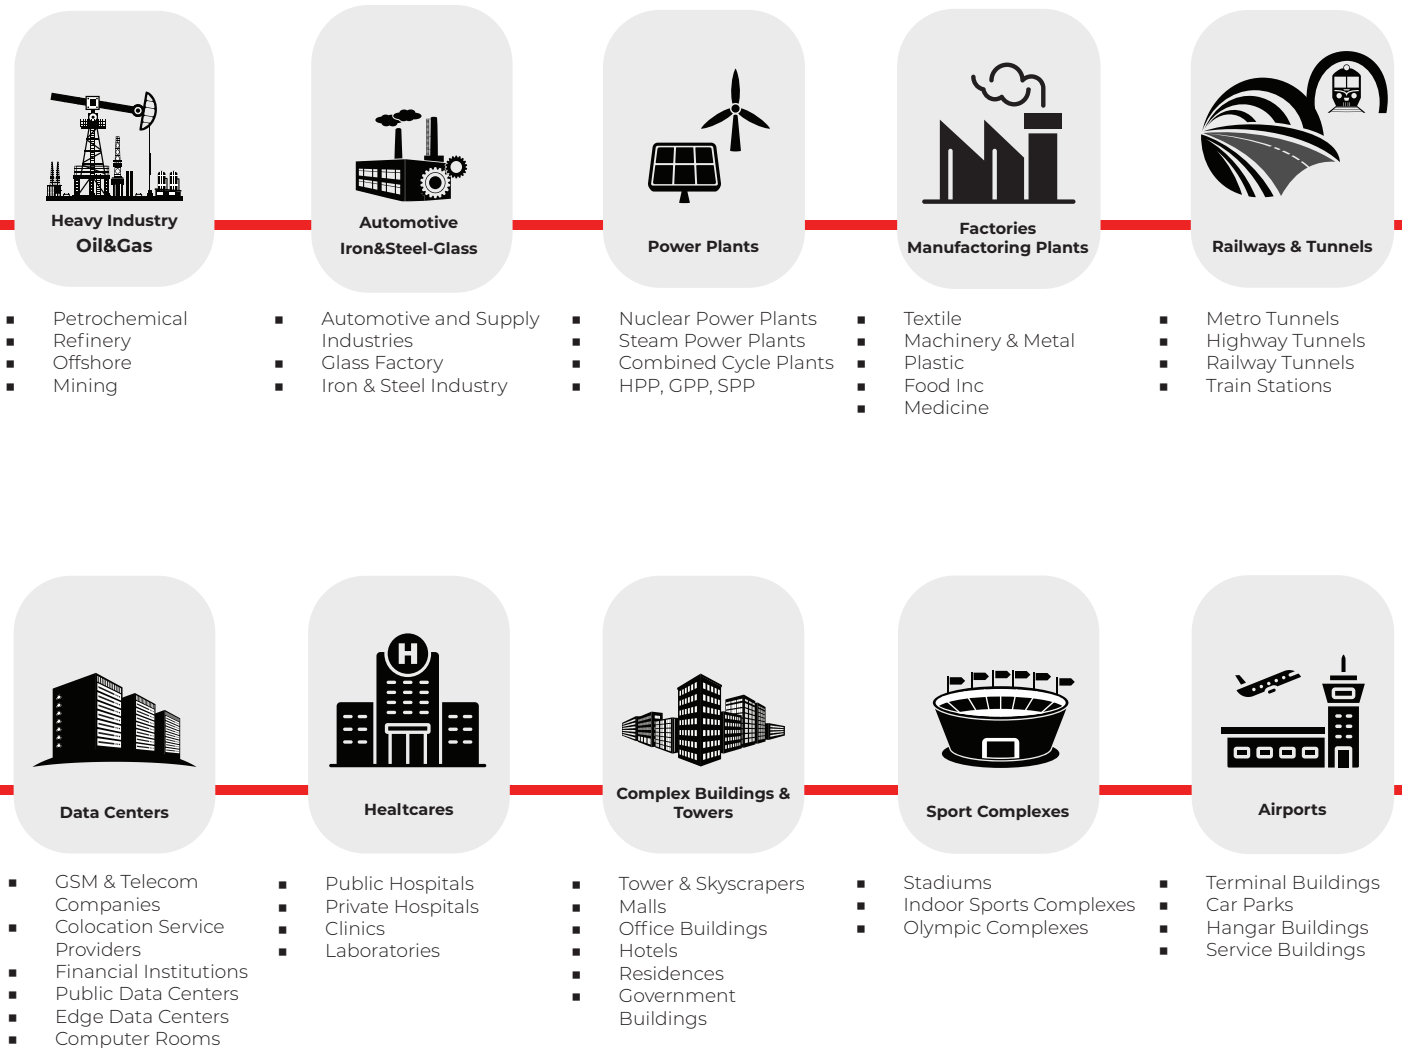 Heavy Industry
Oil&Gas
Petrochemical
Refinery
Offshore
Mining
Automotive
Iron&Steel-Glass
Automotive and Supply
Industries
Glass Factory
Iron & Steel Industry
Power Plants
Nuclear Power Plants
Steam Power Plants
Combined Cycle Plants
HPP, GPP, SPP
Factories
Manufactoring Plants
Textile
Machinery & Metal
Plastic
Food Inc
Medicine
Railways & Tunnels
Metro Tunnels
Highway Tunnels
Railway Tunnels
Train Stations
Data Centers
GSM & Telecom
Companies
Colocation Service
Providers
Financial Institutions
Public Data Centers
Edge Data Centers
Computer Rooms
H
Healtcares
Public Hospitals
Private Hospitals
Clinics
Laboratories
Complex Buildings &
Towers
Tower & Skyscrapers
Malls
Office Buildings
Hotels
Residences
Government
Buildings
Sport Complexes
Stadiums
Indoor Sports Complexes
Olympic Complexes
Airports
Terminal Buildings
Car Parks
Hangar Buildings
Service Buildings